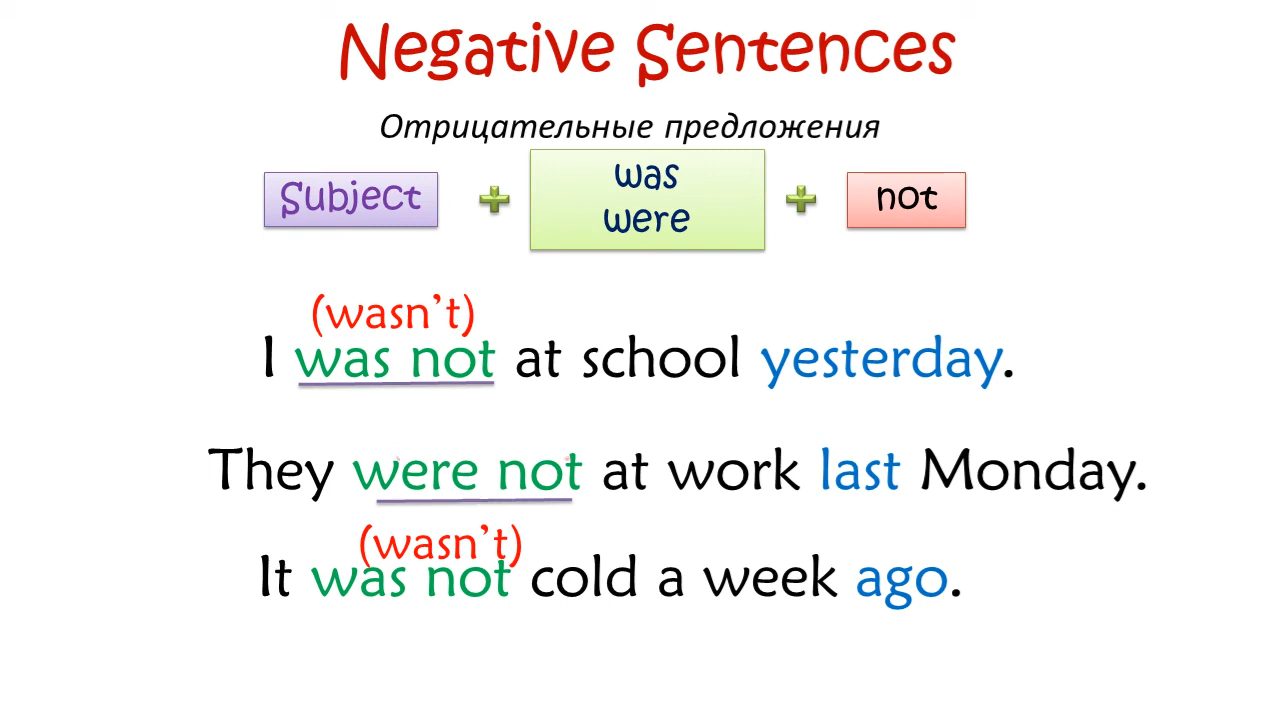 Negative Sentences
Отрицательные предложения
Subject + was were + not
(wasn't)
I was not at school yesterday.
They were not at work last Monday.
(wasn't)
It was not cold a week ago.